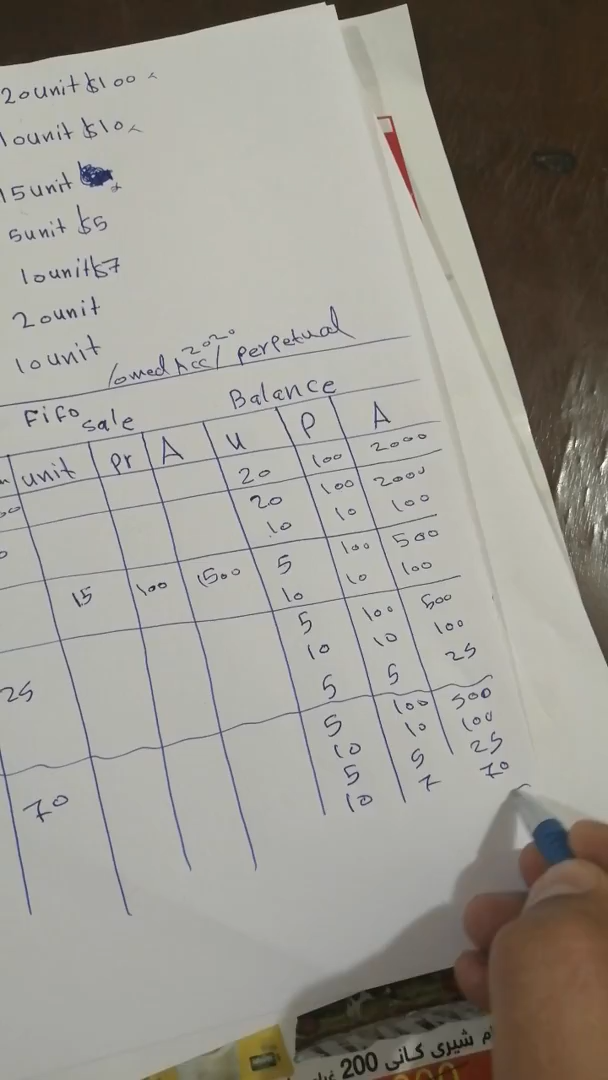 20unit $100
10unit $10
15unit
5unit $5
10unit $7
20unit
10unit
2020
/ perpetual
Fifo
sale
Balance
unit pr A U P A
20 100 2000
20 100 2000
10 10 100
15 100 1500 5 100 500
10 10 100
5 100 500
10 10 100
25 5 5 25
5 100 500
10 10 100
5 5 25
70 10 7 70
شیری کانی 200